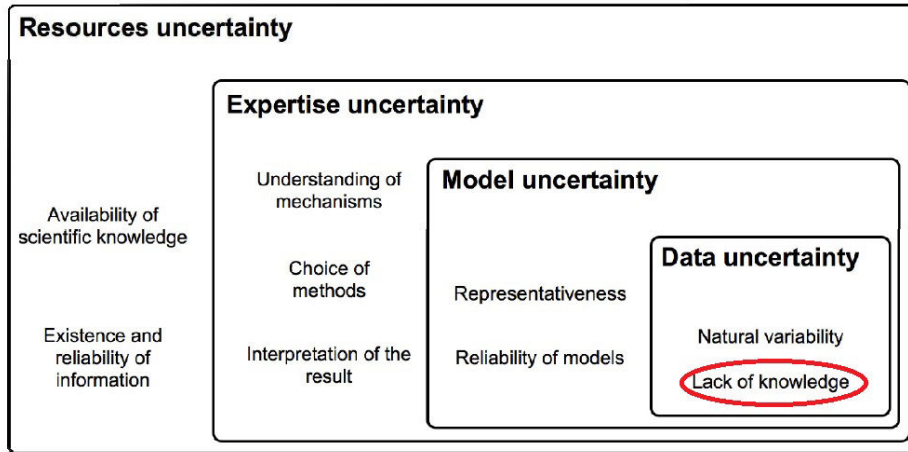 Resources uncertainty
Availability of
scientific knowledge
Existence and
reliability of
information
Expertise uncertainty
Understanding of
mechanisms
Choice of
methods
Interpretation of the
result
Model uncertainty
Representativeness
Reliability of models
Data uncertainty
Natural variability
Lack of knowledge